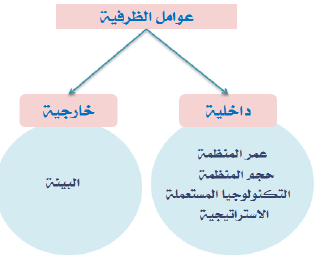 عوامل الظرفية
داخلية
خارجية
عمر المنظمة
حجم المنظمة
التكنولوجيا المستعملة
الاستراتيجية
البيئة